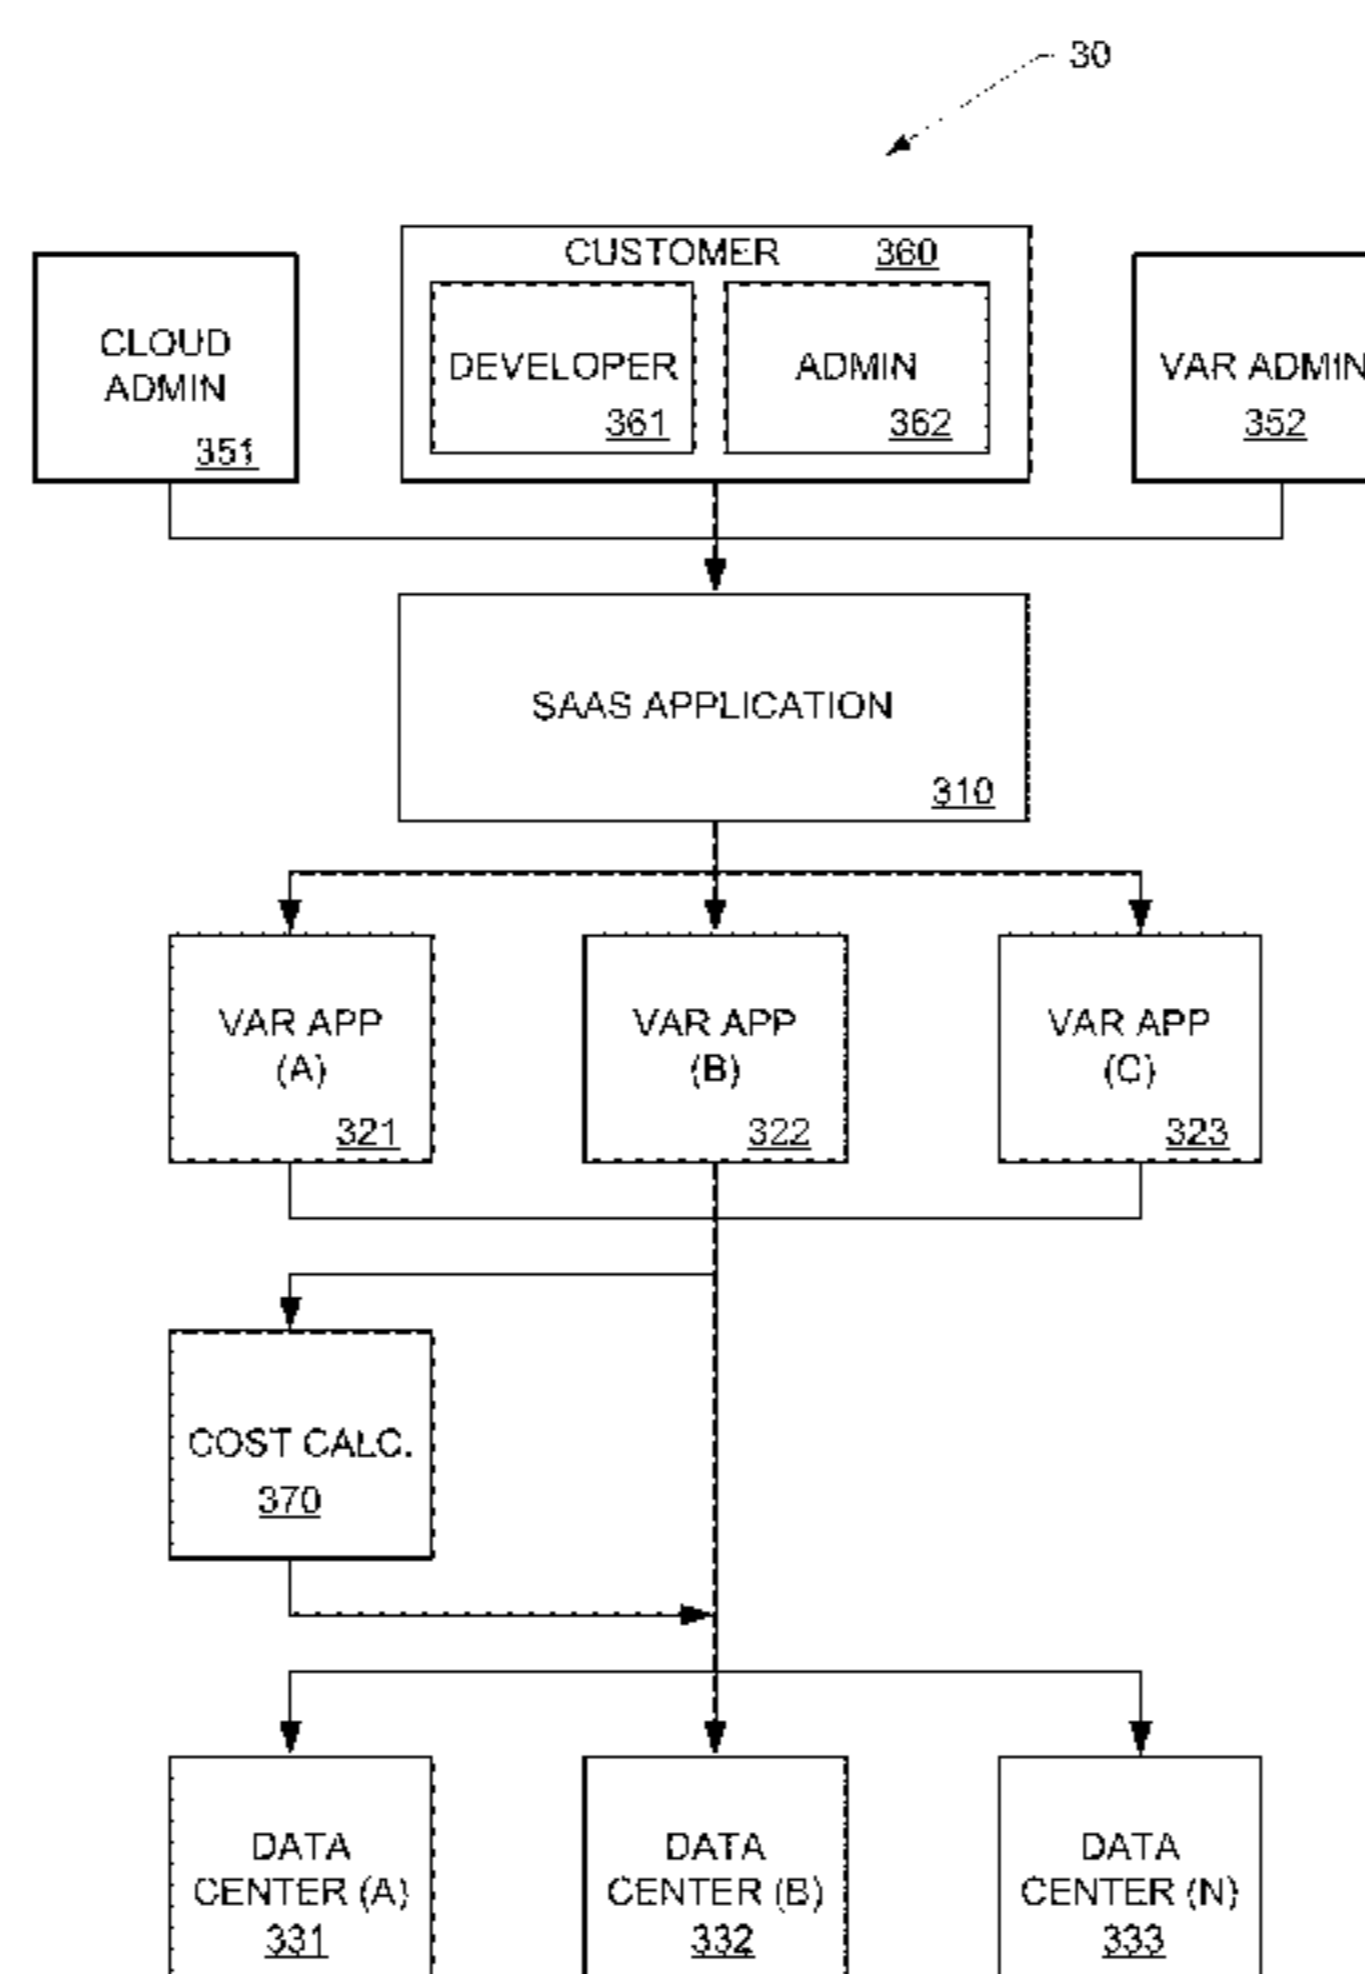 30
CUSTOMER 360
CLOUD
ADMIN
351
DEVELOPER
361
ADMIN
362
VAR ADMIN
352
SAAS APPLICATION
310
VAR APP
(A)
321
VAR APP
(B)
322
VAR APP
(C)
323
COST CALC.
370
DATA
CENTER (A)
331
DATA
CENTER (B)
332
DATA
CENTER (N)
333